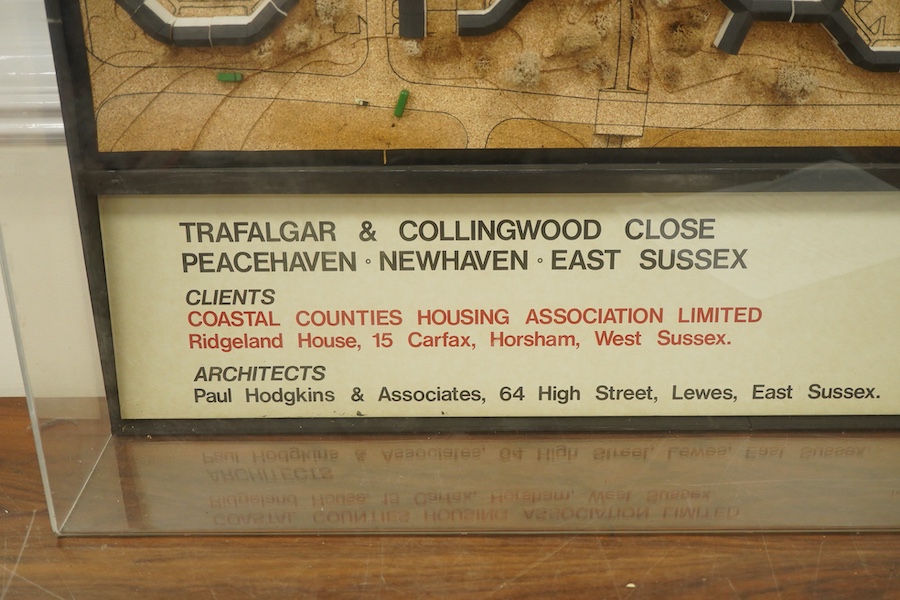 TRAFALGAR & COLLINGWOOD CLOSE
PEACEHAVEN ∘ NEWHAVEN ∘ EAST SUSSEX
CLIENTS
COASTAL COUNTIES HOUSING ASSOCIATION LIMITED
Ridgeland House, 15 Carfax, Horsham, West Sussex.
ARCHITECTS
Paul Hodgkins & Associates, 64 High Street, Lewes, East Sussex.